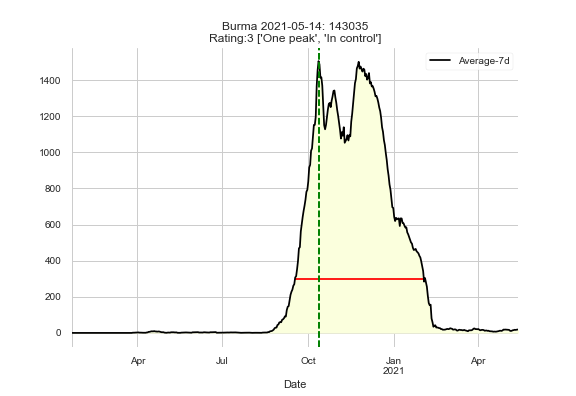 Burma 2021-05-14: 143035
Rating:3 ['One peak', 'In control']
Average-7d
1400
1200
1000
800
600
400
200
0
Apr
Jul
Oct
Jan
2021
Apr
Date